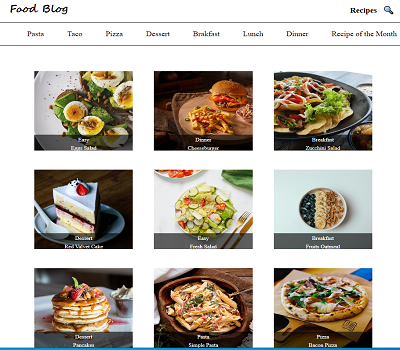 Faod Blog
Recipes
Pasta Taco Pizza Dessert Brakfast Lunch Dinner Recipe of the Month
Easy
Eggs Salad
Dinner
Cheeseburger
Breakfast
Zucchini Salad
Dessert
Red Valvet Cake
Easy
Fresh Salad
Breakfast
Fruits Oatmeal
Dessert
Pancakes
Pasta
Simple Pasta
Pizza
Bacon Pizza